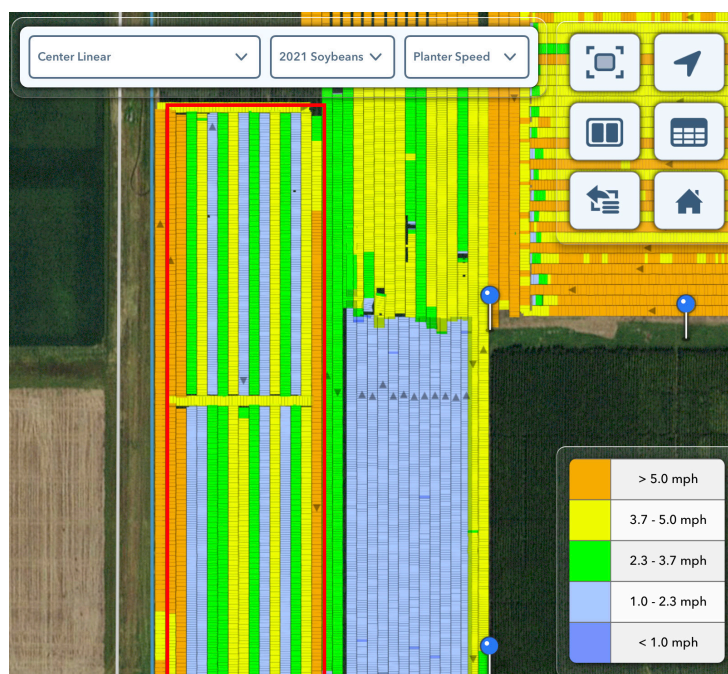 Center Linear
2021 Soybeans
Planter Speed
> 5.0 mph
3.7 - 5.0 mph
2.3 - 3.7 mph
1.0 - 2.3 mph
< 1.0 mph